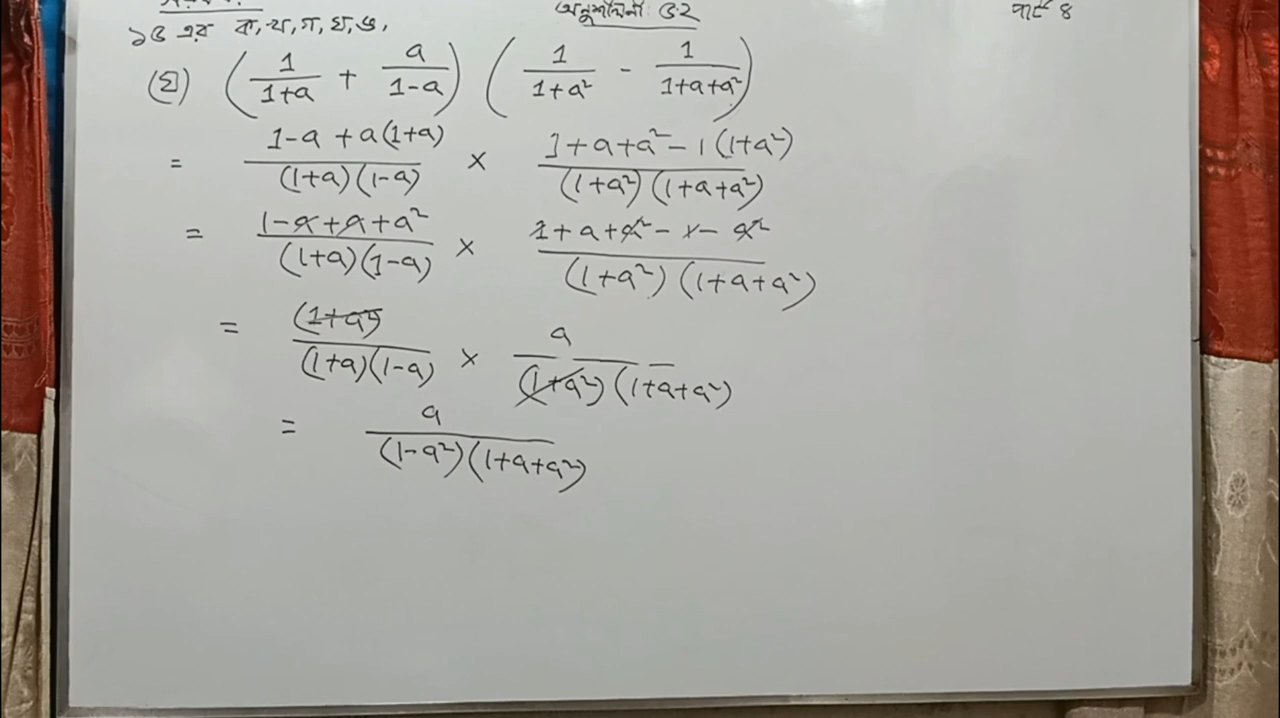 অনুশীলনী ৫.২ পার্ট ৪
১৫ এর ক, খ, গ, ঘ, ঙ,
(ঘ) (1/(1+a) + a/(1-a)) (1/(1+a²) - 1/(1+a+a²))
= (1-a + a(1+a))/((1+a)(1-a)) × (1+a+a² - 1(1+a²))/((1+a²)(1+a+a²))
= (1-a+a+a²)/((1+a)(1-a)) × (1+a+a²-1-a²)/((1+a²)(1+a+a²))
= (1+a²)/((1+a)(1-a)) × a/((1+a²)(1+a+a²))
= a/((1-a²)(1+a+a²))